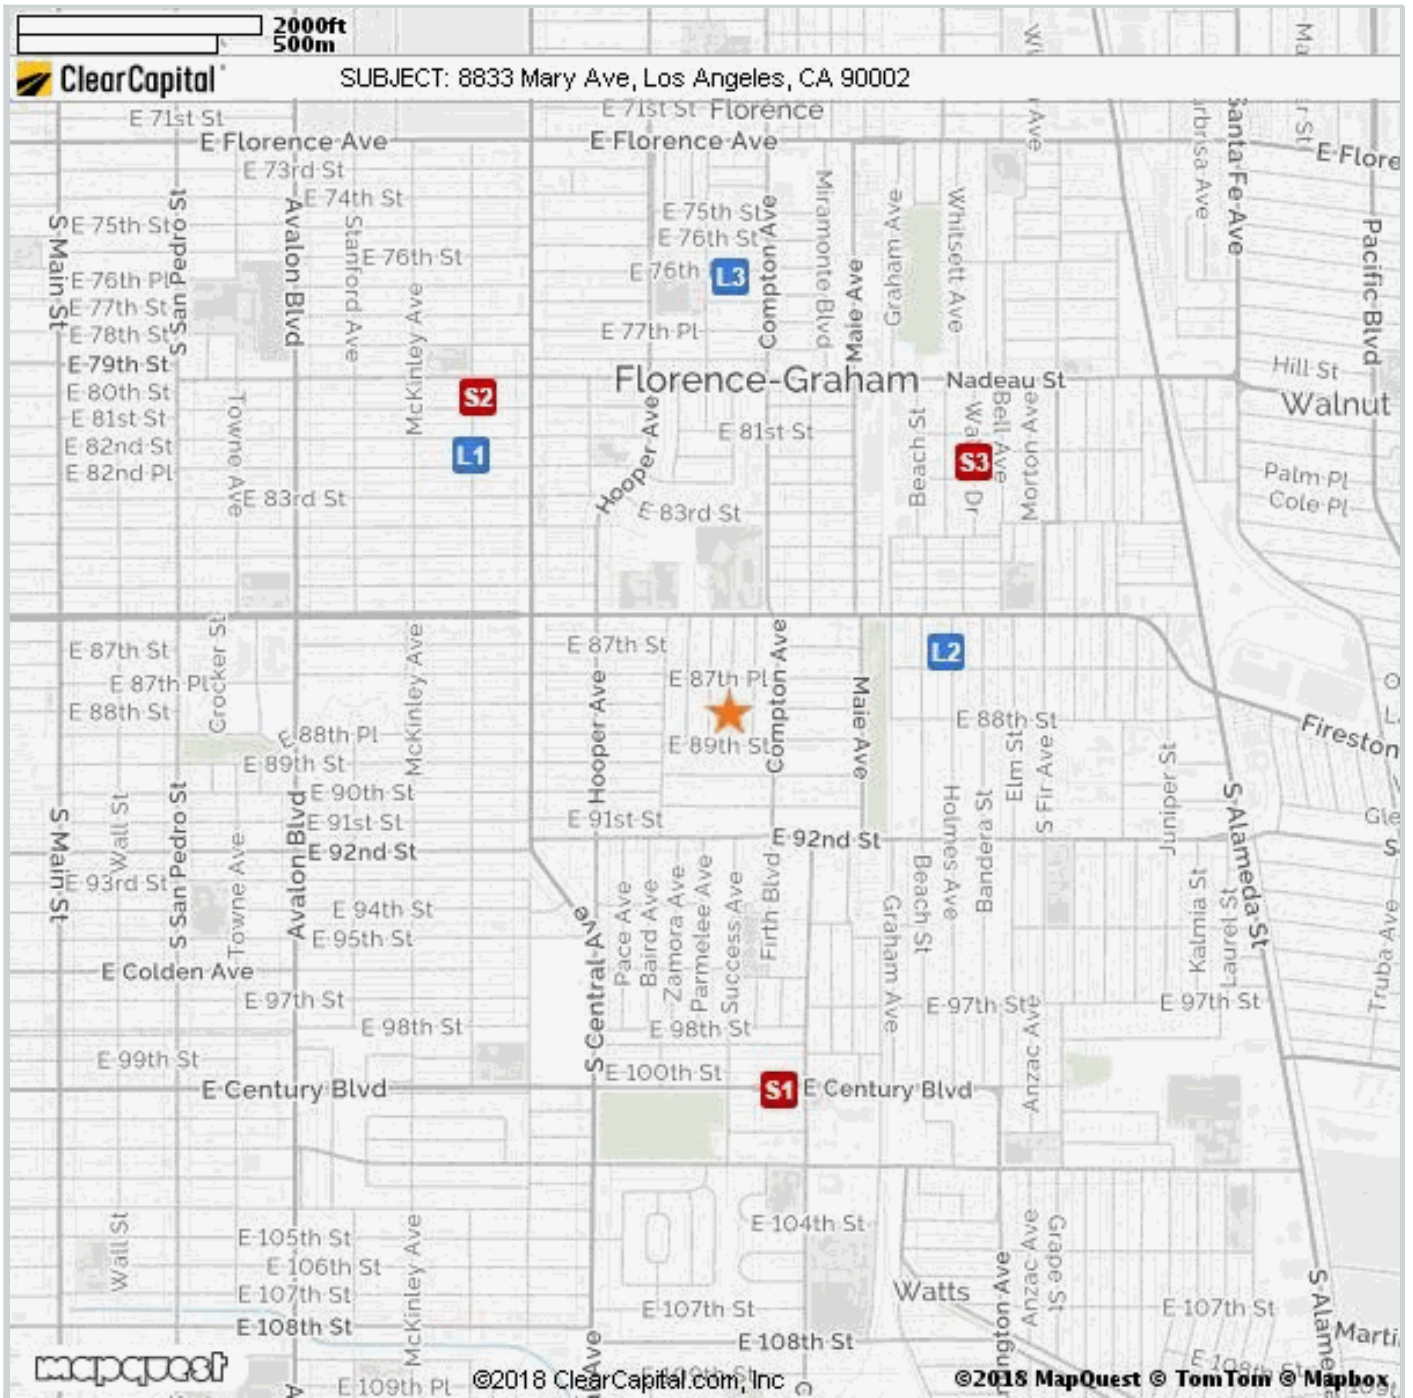 2000ft
500m
ClearCapital
SUBJECT: 8833 Mary Ave, Los Angeles, CA 90002
E 71st St
E 71st St
Florence
E Florence Ave
E Florence Ave
E Flore
E 73rd St
E 74th St
E 75th St
E 75th St
E 76th St
E 76th St
E 76th Pl
E 76th
L3
E 77th St
E 77th Pl
E 78th St
E 79th St
Florence-Graham
Nadeau St
Hill St
Walnut
E 80th St
S2
E 81st St
E 81st St
E 82nd St
L1
S3
E 82nd Pl
Palm Pl
Cole Pl
E 83rd St
E 83rd St
S Main St
S San Pedro St
Avalon Blvd
Stanford Ave
McKinley Ave
Towne Ave
Hooper Ave
Compton Ave
Miramonte Blvd
Maie Ave
Graham Ave
Whitsett Ave
Beach St
Dr
Bell Ave
Morton Ave
Ave
Santa Fe Ave
Pacific Blvd
E 87th St
E 87th St
L2
E 87th Pl
E 87th Pl
E 88th St
E 88th St
E 88th Pl
E 89th St
E 89th St
Fireston
E 90th St
E 91st St
E 91st St
E 92nd St
E 92nd St
Gle
S
E 93rd St
E 94th St
E 95th St
E Colden Ave
Crocker St
McKinley Ave
Hooper Ave
Compton Ave
Maie Ave
Elm St
S Fir Ave
Juniper St
S Alameda St
S Main St
Wall St
S San Pedro St
Towne Ave
Avalon Blvd
S Central Ave
Pace Ave
Baird Ave
Zamora Ave
Parmelee Ave
Success Ave
Firth Blvd
Graham Ave
Beach St
Holmes Ave
Bandera St
Kalmia St
Laurel St
Truba Ave
E 97th St
E 97th St
E 97th St
E 98th St
E 98th St
E 99th St
E 100th St
Anzac Ave
E Century Blvd
S1
E Century Blvd
E 104th St
E 105th St
E 106th St
E 107th St
E 107th St
E 107th St
E 108th St
E 108th St
E 108th St
E 109th Pl
E 109th St
Watts
Wall St
McKinley Ave
Ave
ington Ave
Anzac Ave
Grape St
S Alame
Marti
mapquest
©2018 ClearCapital.com, Inc
©2018 MapQuest © TomTom © Mapbox